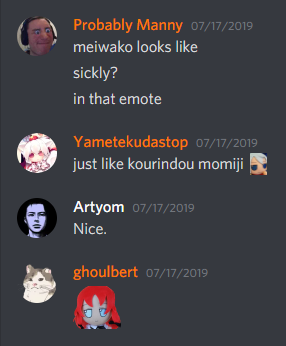 Probably Manny 07/17/2019
meiwako looks like
sickly?
in that emote
Yametekudastop 07/17/2019
just like kourindou momiji
Artyom 07/17/2019
Nice.
ghoulbert 07/17/2019